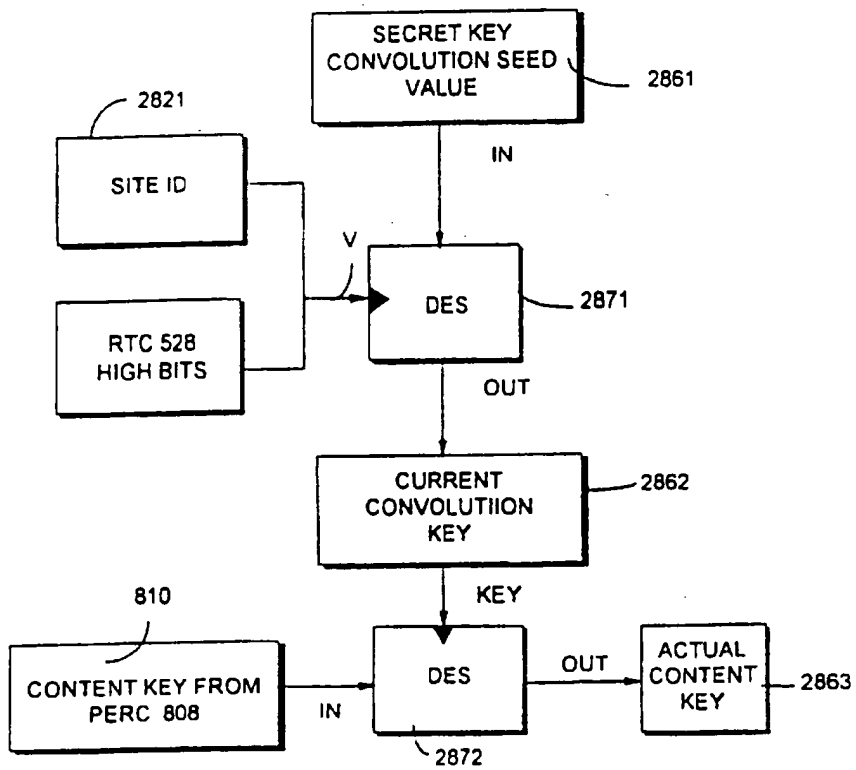 SECRET KEY
CONVOLUTION SEED
VALUE
2861
2821
IN
SITE ID
V
DES
2871
RTC 528
HIGH BITS
OUT
CURRENT
CONVOLUTIION
KEY
2862
KEY
810
CONTENT KEY FROM
PERC 808
IN
DES
OUT
ACTUAL
CONTENT
KEY
2863
2872